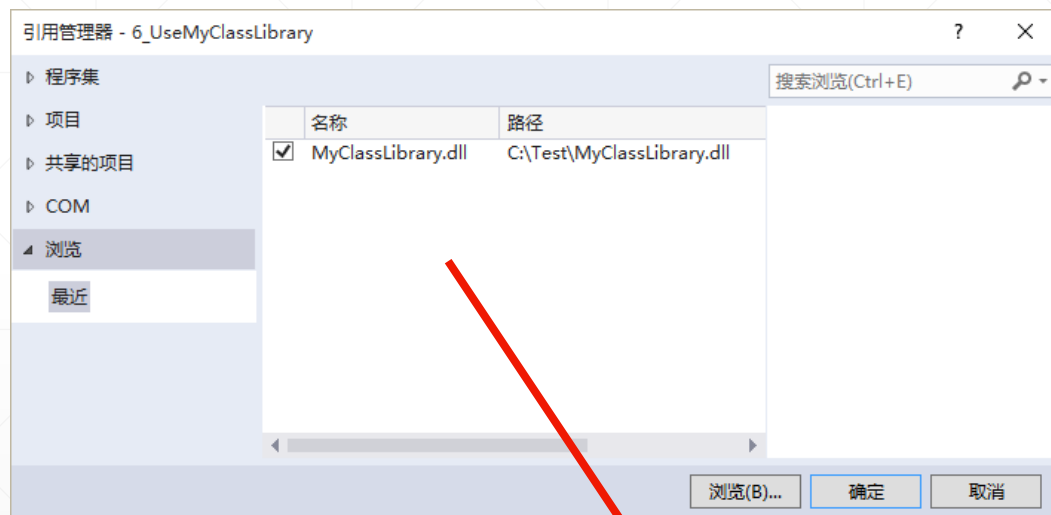 引用管理器 - 6_UseMyClassLibrary
程序集
搜索浏览(Ctrl+E)
项目
名称 路径
MyClassLibrary.dll C:\Test\MyClassLibrary.dll
共享的项目
COM
浏览
最近
浏览(B)... 确定 取消